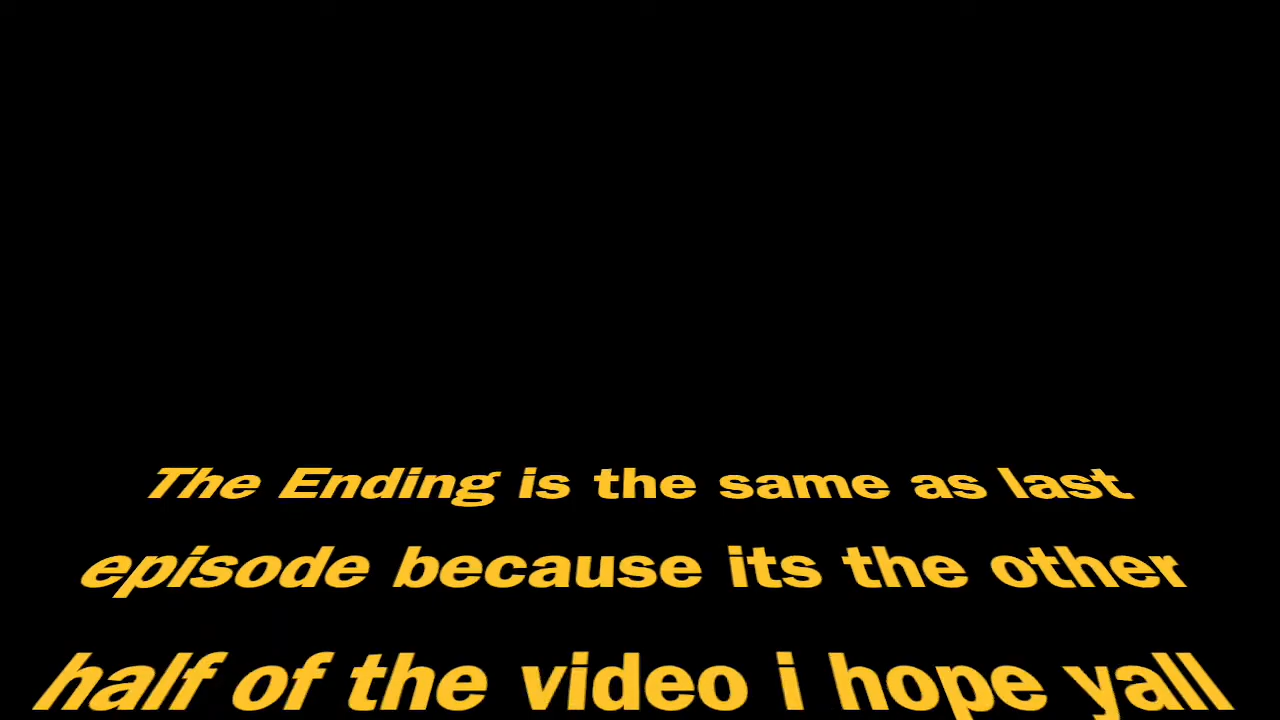 The Ending is the same as last
episode because its the other
half of the video i hope yall